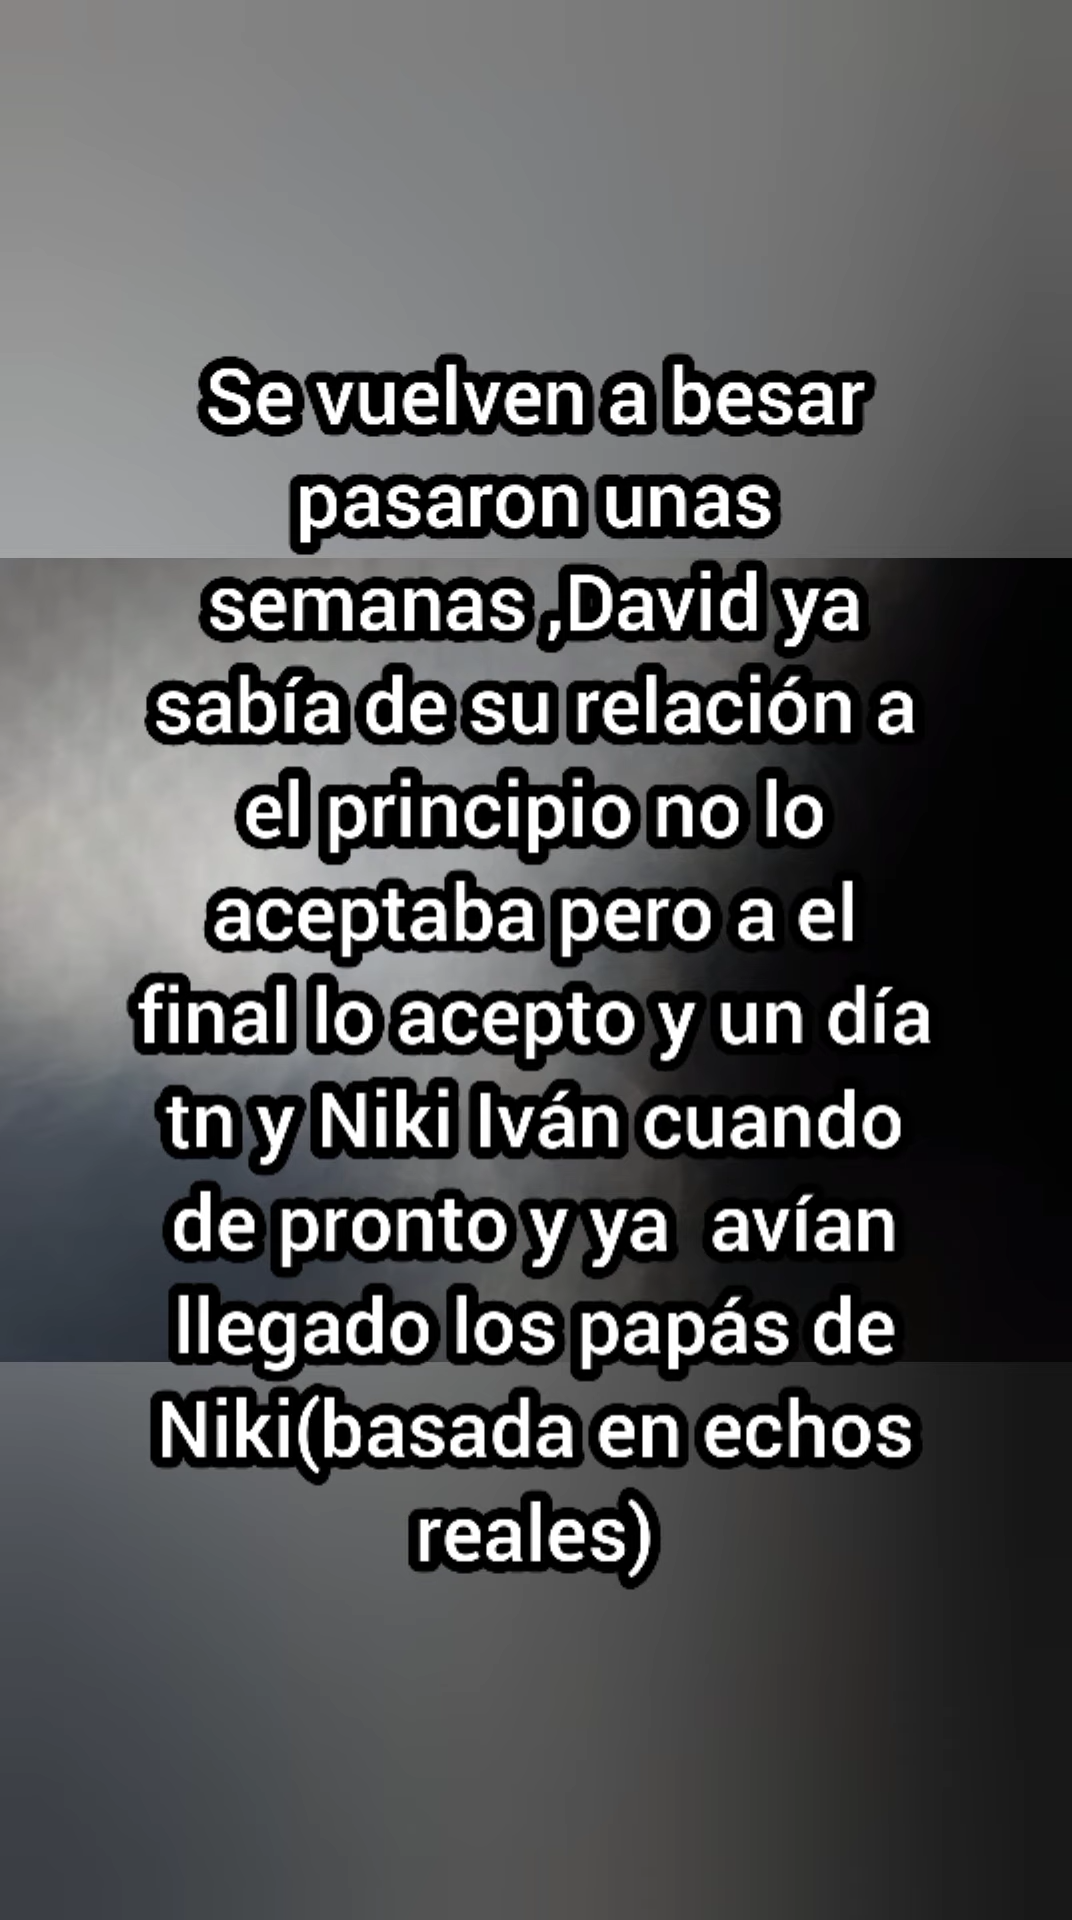 Se vuelven a besar
pasaron unas
semanas ,David ya
sabía de su relación a
el principio no lo
aceptaba pero a el
final lo acepto y un día
tn y Niki Iván cuando
de pronto y ya  avían
llegado los papás de
Niki(basada en echos
reales)